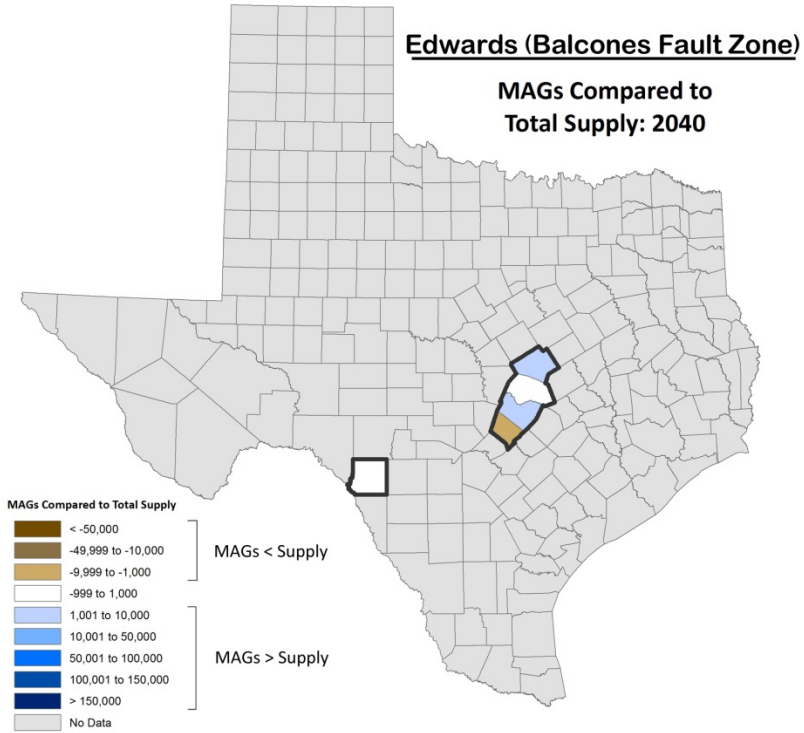 Edwards (Balcones Fault Zone)
MAGs Compared to
Total Supply: 2040
MAGs Compared to Total Supply
< -50,000
-49,999 to -10,000
-9,999 to -1,000
-999 to 1,000
1,001 to 10,000
10,001 to 50,000
50,001 to 100,000
100,001 to 150,000
> 150,000
No Data
MAGs < Supply
MAGs > Supply